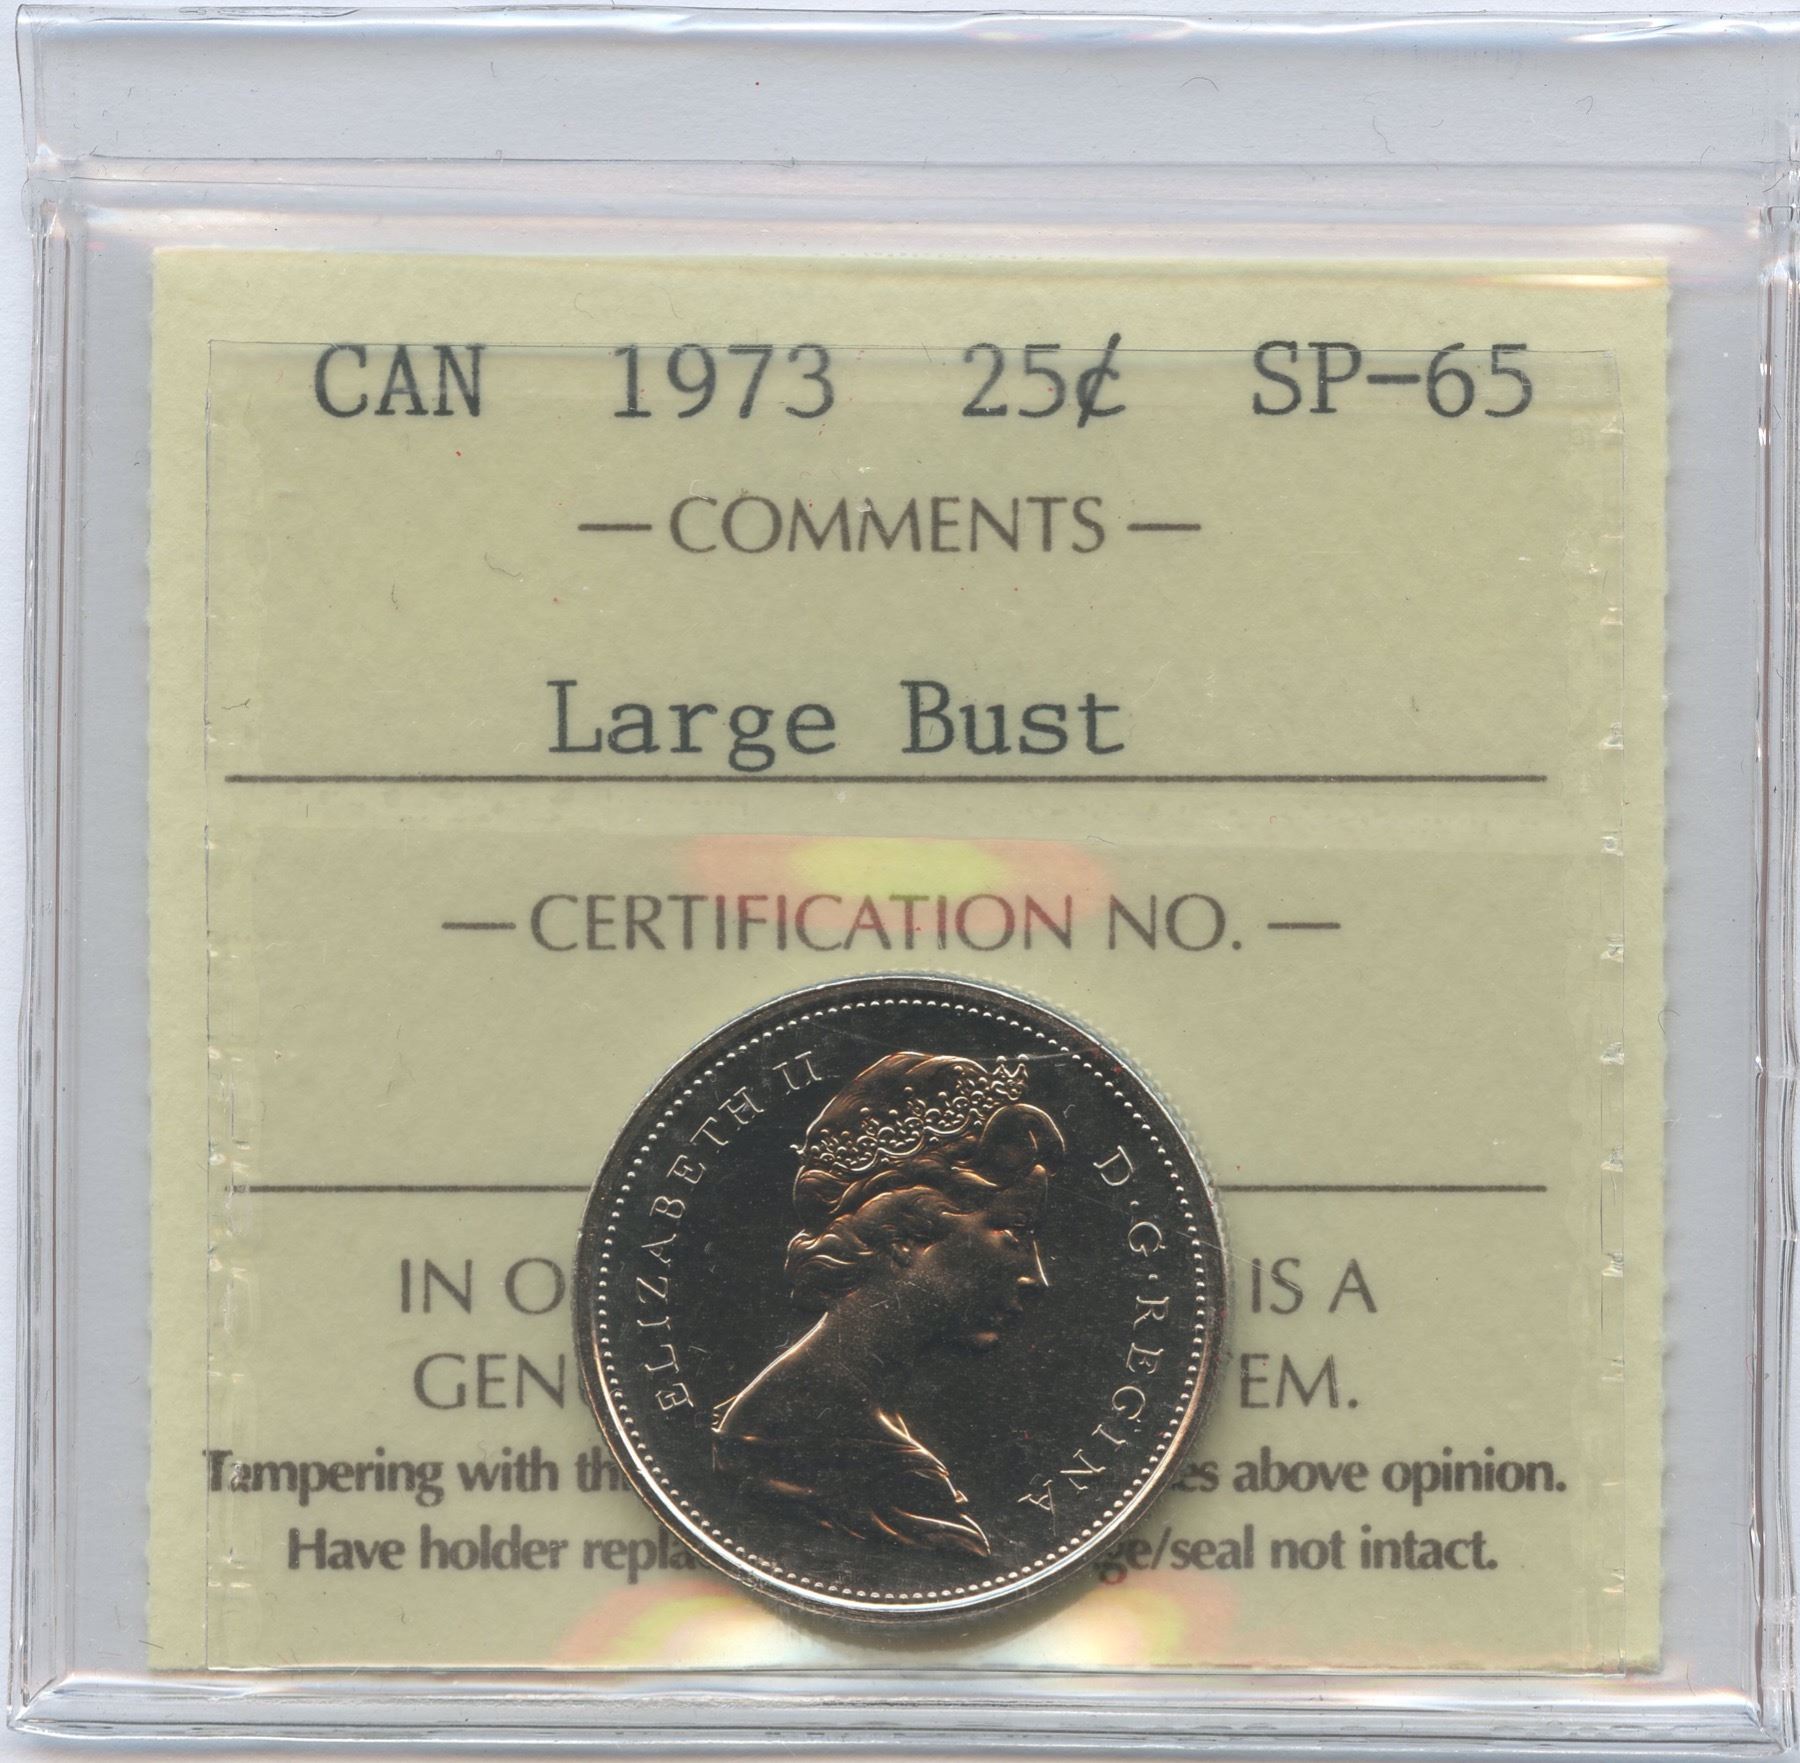 CAN 1973 25¢ SP-65
— COMMENTS —
Large Bust
— CERTIFICATION NO. —
ELIZABETH II D·G·REGINA
IN O IS A
GEN EM.
Tampering with th es above opinion.
Have holder repla ge/seal not intact.